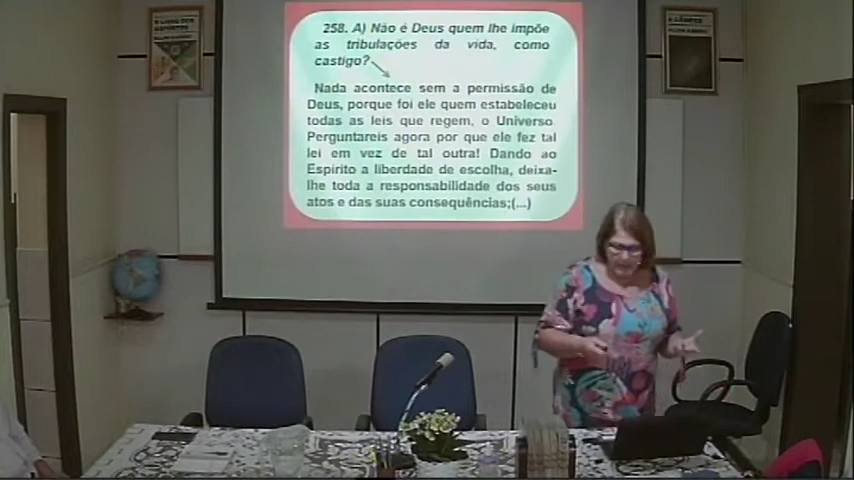 O LIVRO DOS
ESPÍRITOS
258. A) Não é Deus quem lhe impõe
as tribulações da vida, como
castigo?
Nada acontece sem a permissão de
Deus, porque foi ele quem estabeleceu
todas as leis que regem, o Universo.
Perguntareis agora por que ele fez tal
lei em vez de tal outra! Dando ao
Espírito a liberdade de escolha, deixa-
lhe toda a responsabilidade dos seus
atos e das suas consequências;(...)